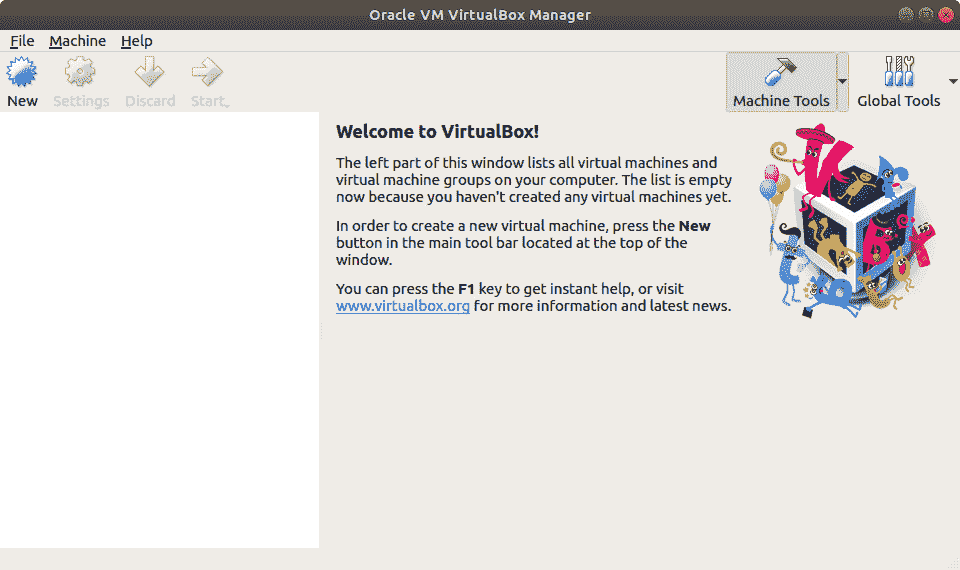 Oracle VM VirtualBox Manager
File Machine Help
New Settings Discard Start Machine Tools Global Tools
Welcome to VirtualBox!
The left part of this window lists all virtual machines and
virtual machine groups on your computer. The list is empty
now because you haven't created any virtual machines yet.
In order to create a new virtual machine, press the New
button in the main tool bar located at the top of the
window.
You can press the F1 key to get instant help, or visit
www.virtualbox.org for more information and latest news.